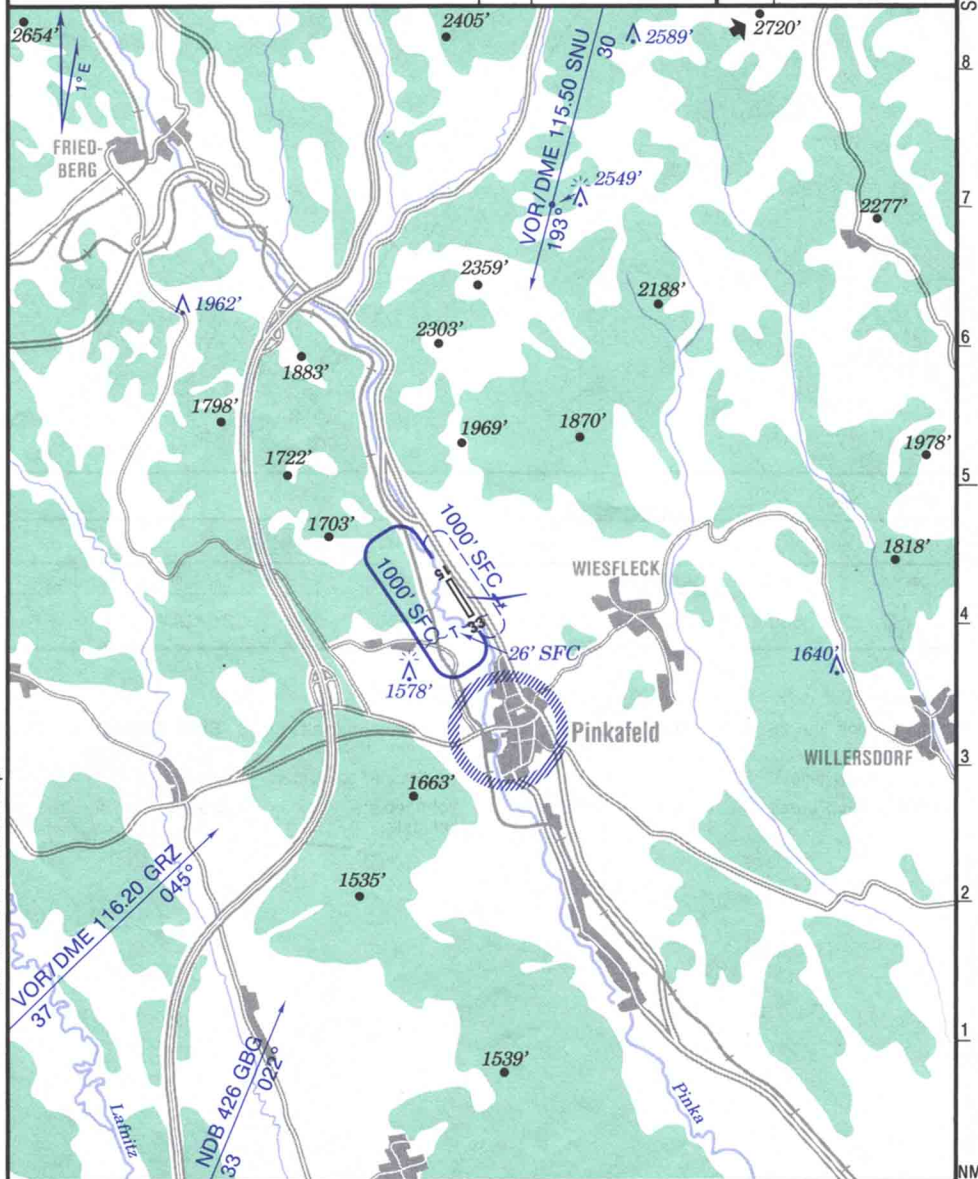 S
2654'
2405'
2589'
2720'
8
1° E
VOR/DME 115.50 SNU
30
193°
FRIED-
BERG
2549'
7
2277'
2359'
2188'
1962'
2303'
6
1883'
1798'
1969'
1870'
1978'
1722'
5
1703'
1000' SFC
1818'
WIESFLECK
1000' SFC
15
33
T
4
26' SFC
1640'
1578'
Pinkafeld
3
WILLERSDORF
1663'
VOR/DME 116.20 GRZ
37
045°
1535'
2
1
NDB 426 GBG
33
022°
1539'
Lafnitz
Pinka
NM